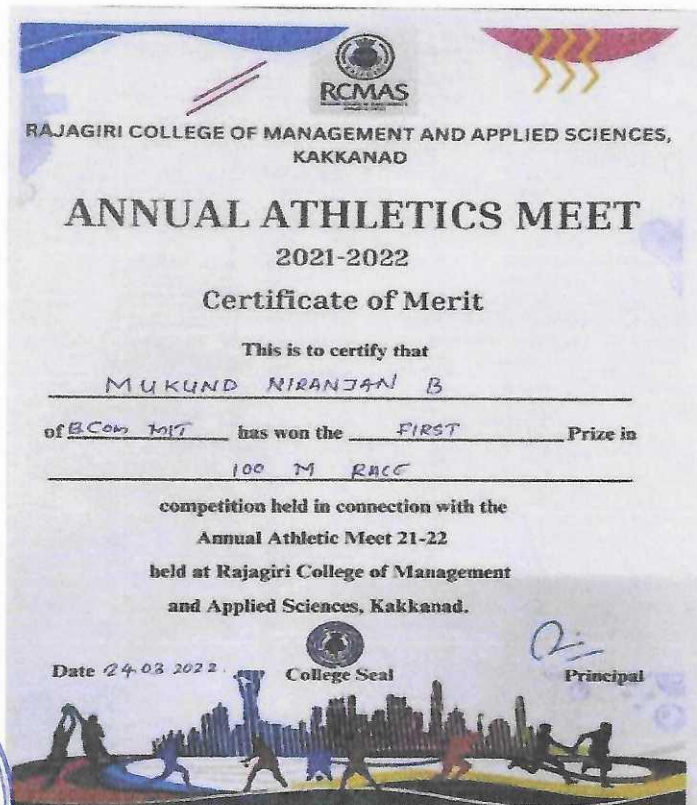 RCMAS
RAJAGIRI COLLEGE OF MANAGEMENT AND APPLIED SCIENCES,
KAKKANAD
ANNUAL ATHLETICS MEET
2021-2022
Certificate of Merit
This is to certify that
MUKUND NIRANJAN B
of BCom MIT has won the FIRST Prize in
100 M RACE
competition held in connection with the
Annual Athletic Meet 21-22
held at Rajagiri College of Management
and Applied Sciences, Kakkanad.
Date 24.03 2022.
College Seal
Principal